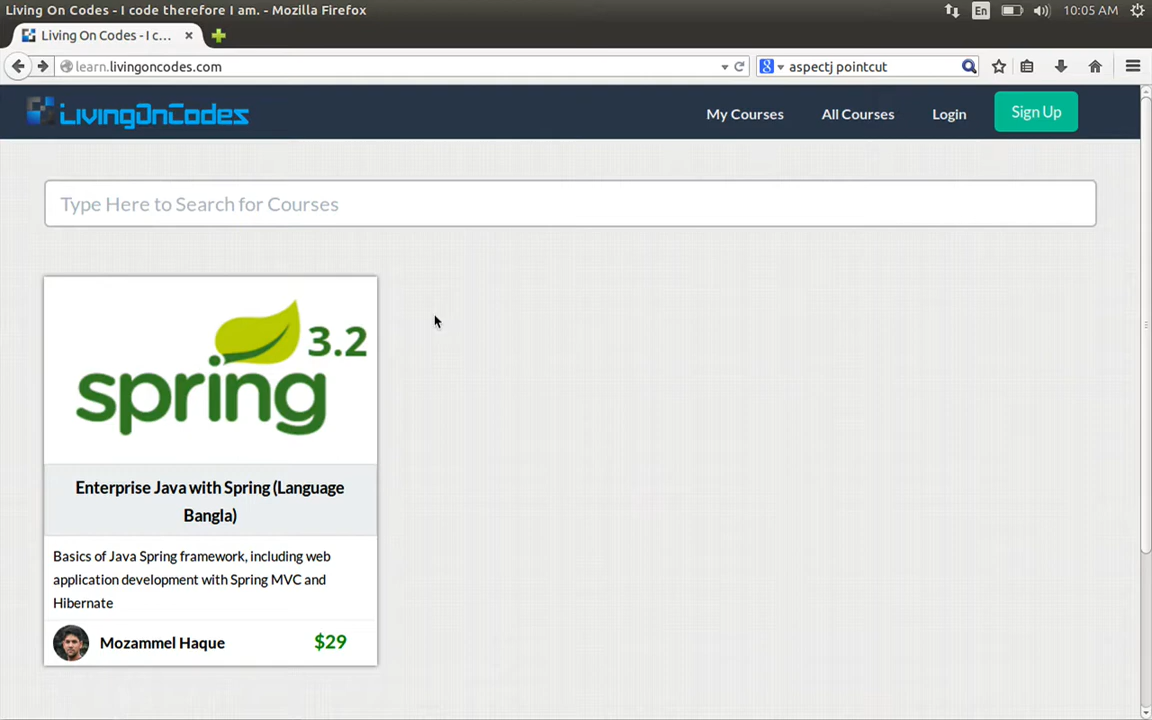 Living On Codes - I code therefore I am. - Mozilla Firefox
En
10:05 AM
Living On Codes - I c...
learn.livingoncodes.com
aspectj pointcut
LivingOnCodes
My Courses
All Courses
Login
Sign Up
Type Here to Search for Courses
3.2
spring
Enterprise Java with Spring (Language
Bangla)
Basics of Java Spring framework, including web
application development with Spring MVC and
Hibernate
Mozammel Haque
$29